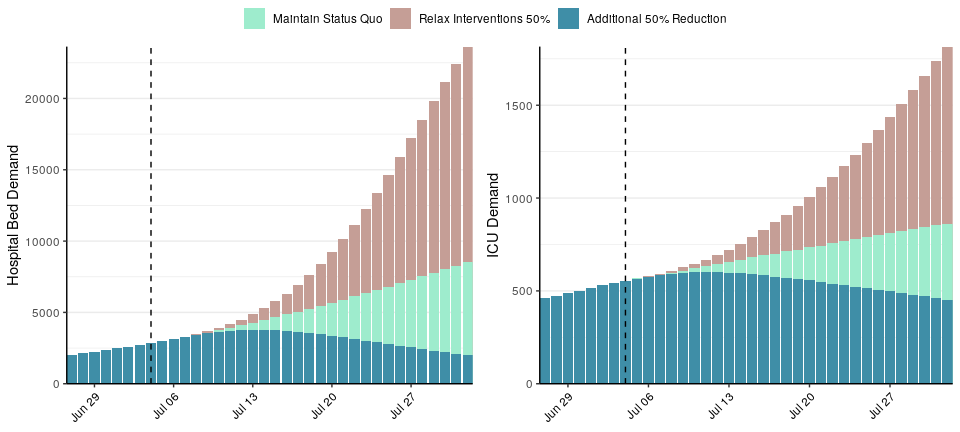 Maintain Status Quo Relax Interventions 50% Additional 50% Reduction
Hospital Bed Demand
20000
15000
10000
5000
0
Jun 29
Jul 06
Jul 13
Jul 20
Jul 27
ICU Demand
1500
1000
500
0
Jun 29
Jul 06
Jul 13
Jul 20
Jul 27